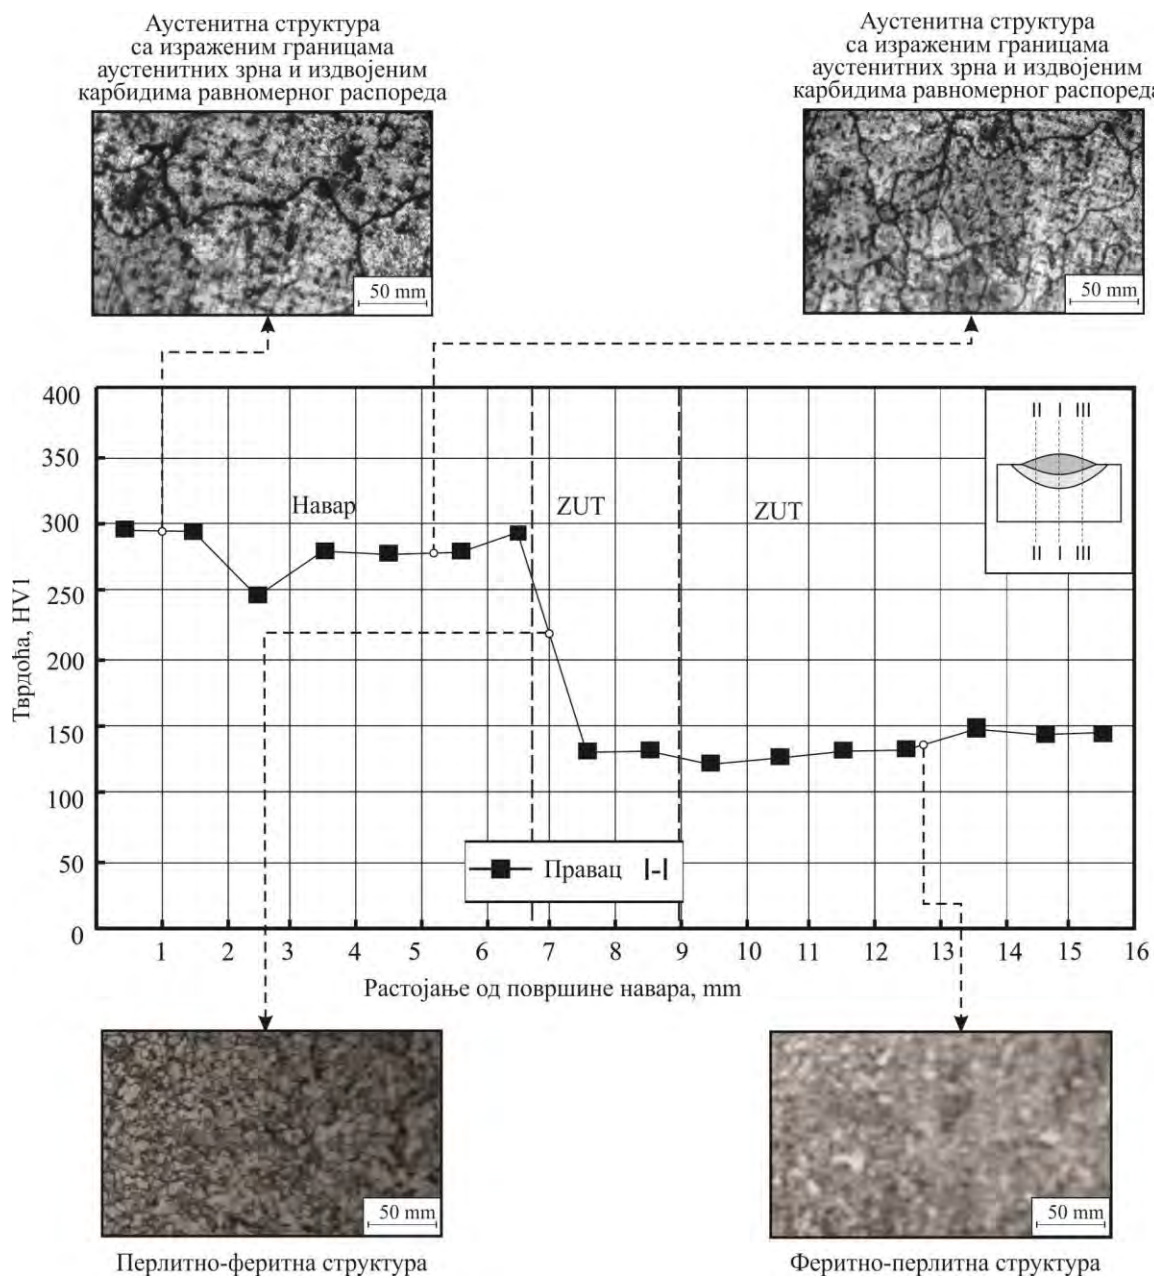 Аустенитна структура
са израженим границама
аустенитних зрна и издвојеним
карбидима равномерног распореда
Аустенитна структура
са израженим границама
аустенитних зрна и издвојеним
карбидима равномерног распореда
50 mm
50 mm
400
350
300
250
200
150
100
50
0
Тврдоћа, HV1
Навар
ZUT
ZUT
II I III
II I III
Правац I-I
1 2 3 4 5 6 7 8 9 10 11 12 13 14 15 16
Растојање од површине навара, mm
50 mm
50 mm
Перлитно-феритна структура
Феритно-перлитна структура